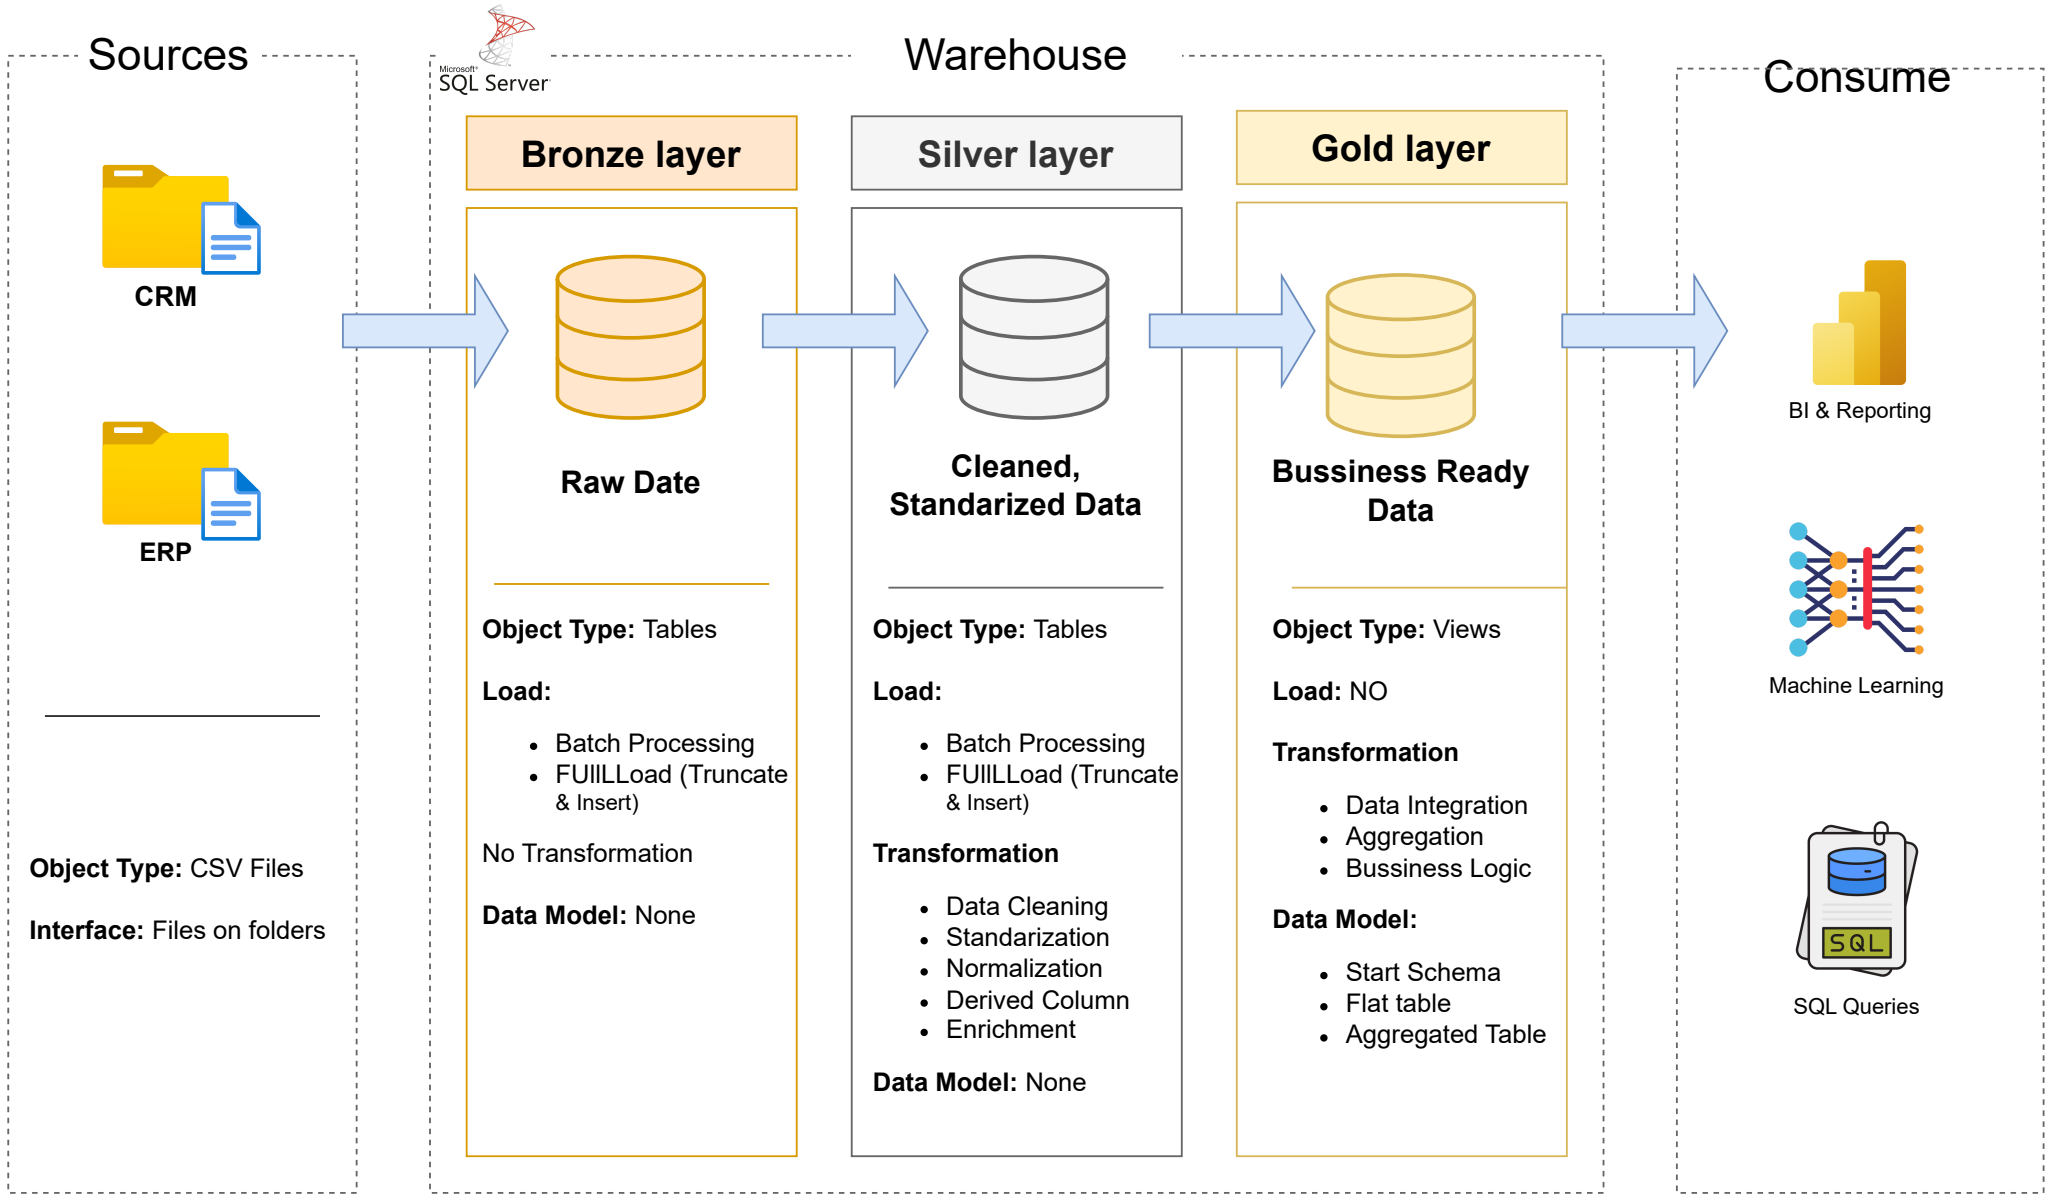 Sources
CRM
ERP
Object Type: CSV Files
Interface: Files on folders
Microsoft®
SQL Server
Warehouse
Bronze layer
Raw Date
Object Type: Tables
Load:
• Batch Processing
• FUIlLLoad (Truncate
& Insert)
No Transformation
Data Model: None
Silver layer
Cleaned,
Standarized Data
Object Type: Tables
Load:
• Batch Processing
• FUIlLLoad (Truncate
& Insert)
Transformation
• Data Cleaning
• Standarization
• Normalization
• Derived Column
• Enrichment
Data Model: None
Gold layer
Bussiness Ready
Data
Object Type: Views
Load: NO
Transformation
• Data Integration
• Aggregation
• Bussiness Logic
Data Model:
• Start Schema
• Flat table
• Aggregated Table
Consume
BI & Reporting
Machine Learning
SQL
SQL Queries